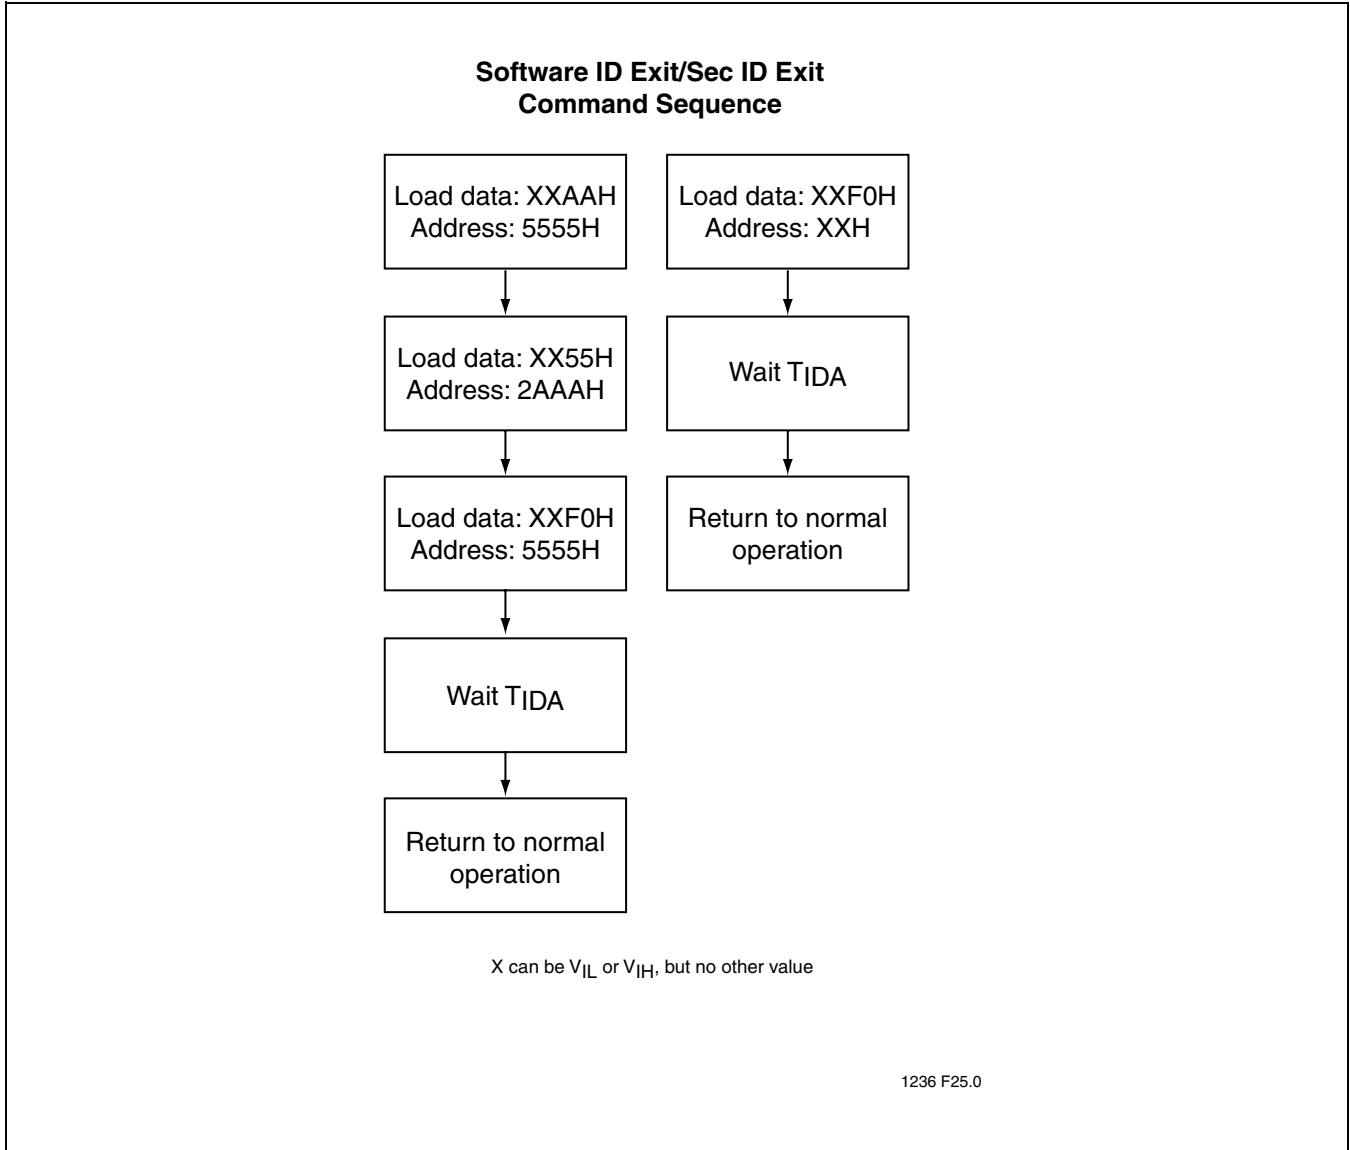 Software ID Exit/Sec ID Exit
Command Sequence
Load data: XXAAH
Address: 5555H
Load data: XX55H
Address: 2AAAH
Load data: XXF0H
Address: 5555H
Wait TIDA
Return to normal
operation
Load data: XXF0H
Address: XXH
Wait TIDA
Return to normal
operation
X can be VIL or VIH, but no other value
1236 F25.0